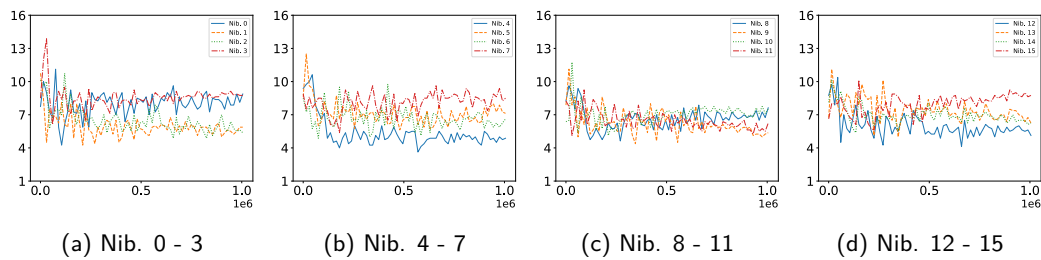 16
13
10
7
4
1
0.0
0.5
1.0
1e6
Nib. 0
Nib. 1
Nib. 2
Nib. 3
(a) Nib. 0 - 3
16
13
10
7
4
1
0.0
0.5
1.0
1e6
Nib. 4
Nib. 5
Nib. 6
Nib. 7
(b) Nib. 4 - 7
16
13
10
7
4
1
0.0
0.5
1.0
1e6
Nib. 8
Nib. 9
Nib. 10
Nib. 11
(c) Nib. 8 - 11
16
13
10
7
4
1
0.0
0.5
1.0
1e6
Nib. 12
Nib. 13
Nib. 14
Nib. 15
(d) Nib. 12 - 15